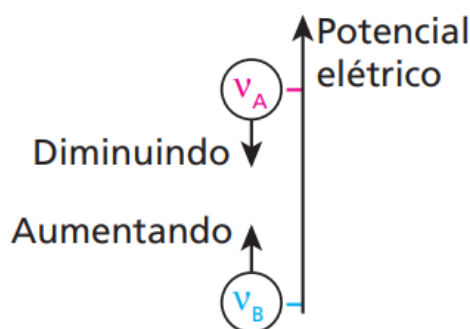 Potencial
elétrico
νA
Diminuindo
Aumentando
νB